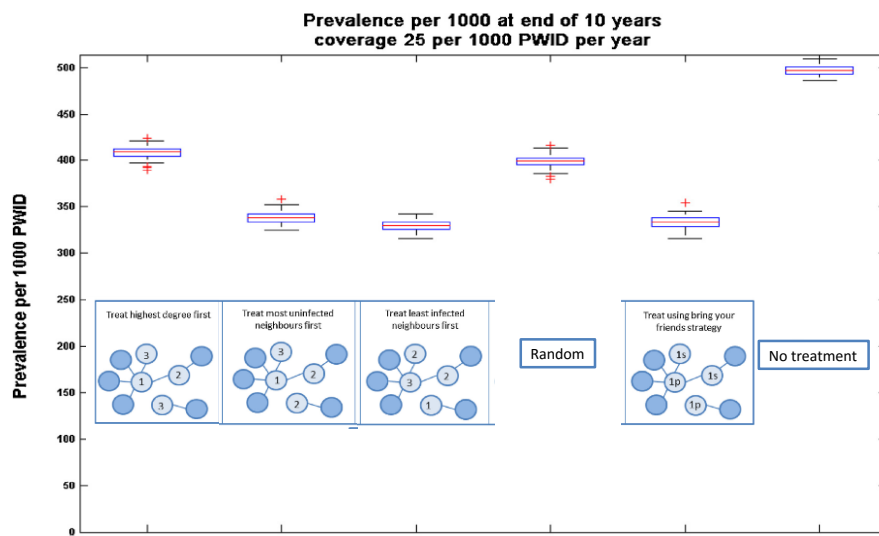 Prevalence per 1000 at end of 10 years
coverage 25 per 1000 PWID per year
Prevalence per 1000 PWID
500
450
400
350
300
250
200
150
100
50
0
Treat highest degree first
3
1
2
3
Treat most uninfected
neighbours first
3
1
2
2
Treat least infected
neighbours first
2
3
2
1
Random
Treat using bring your
friends strategy
1s
1p
1s
1p
No treatment